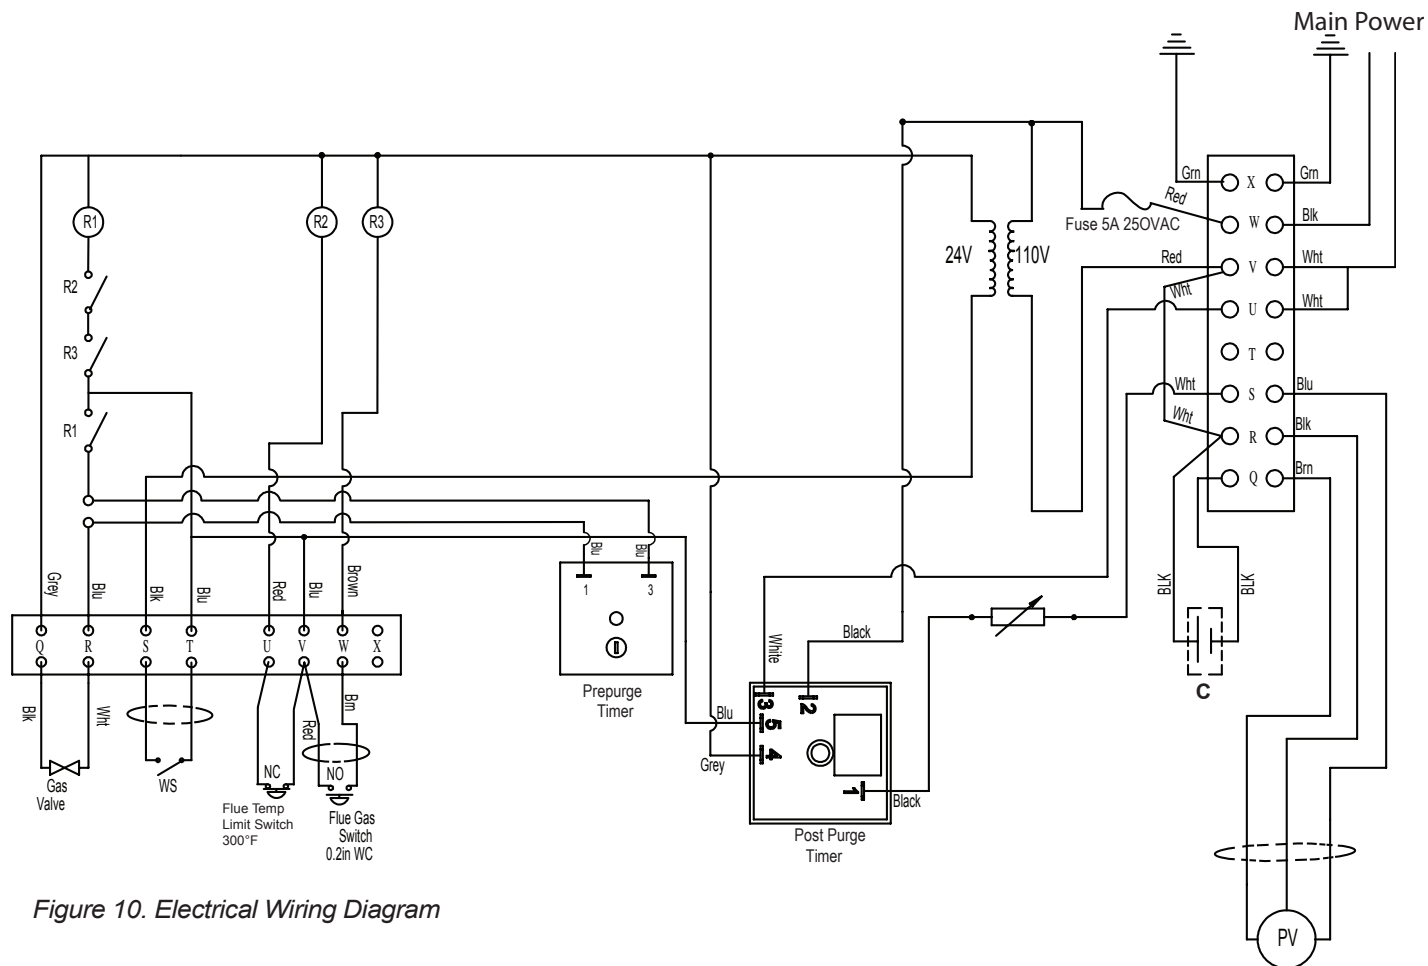 Main Power
Grn
X
Grn
Red
W
Blk
Fuse 5A 25OVAC
24V
110V
Red
V
Wht
Wht
U
Wht
T
Wht
S
Blu
Wht
R
Blk
Q
Brn
BLK
BLK
C
PV
R1
R2
R3
R2
R3
R1
Grey
Blu
Blk
Blu
Red
Blu
Brown
Q
R
S
T
U
V
W
X
Blk
Wht
Red
Brn
Gas
Valve
WS
NC
NO
Flue Temp
Limit Switch
300°F
Flue Gas
Switch
0.2in WC
Blu
Blu
1
3
Prepurge
Timer
White
Black
Blu
Grey
3
2
5
4
1
Black
Post Purge
Timer
Figure 10. Electrical Wiring Diagram